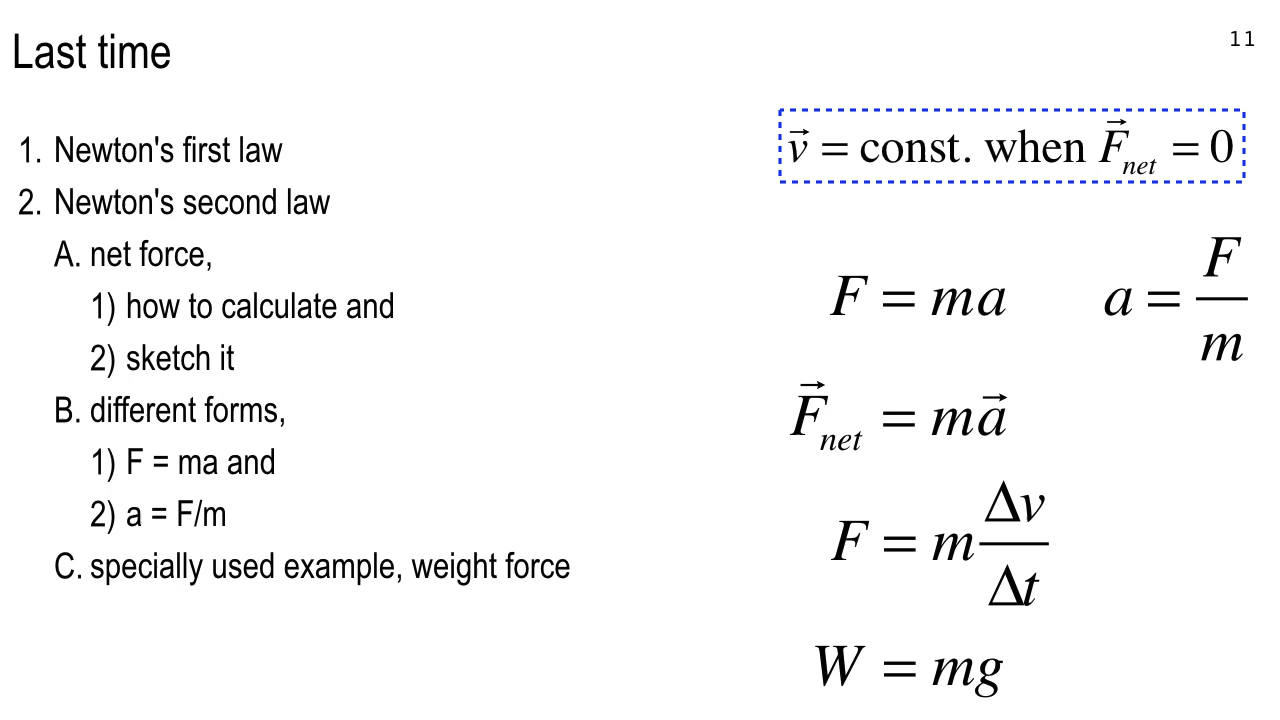 Last time
11
1. Newton's first law
2. Newton's second law
A. net force,
1) how to calculate and
2) sketch it
B. different forms,
1) F = ma and
2) a = F/m
C. specially used example, weight force
v⃗ = const. when F⃗_net = 0
F = ma
a = F/m
F⃗_net = ma⃗
F = m Δv/Δt
W = mg